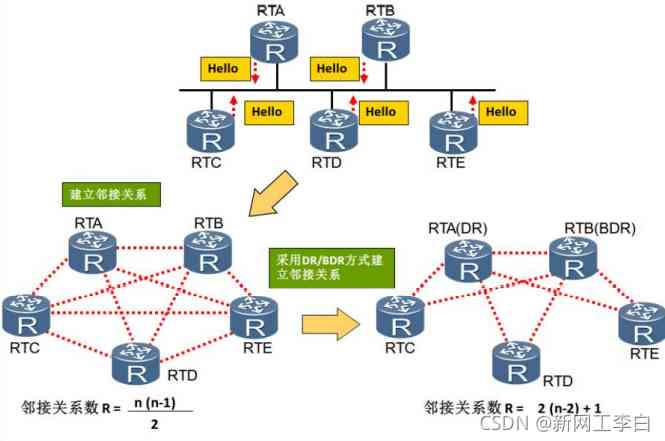 RTA
RTB
Hello
Hello
Hello
Hello
Hello
R
R
R
R
R
RTC
RTD
RTE
建立邻接关系
RTA
RTB
R
R
R
R
R
RTC
RTE
RTD
邻接关系数 R = n (n-1)
2
采用DR/BDR方式建
立邻接关系
RTA(DR)
RTB(BDR)
R
R
R
R
R
RTC
RTE
RTD
邻接关系数 R = 2 (n-2) + 1
CSDN @新网工李白